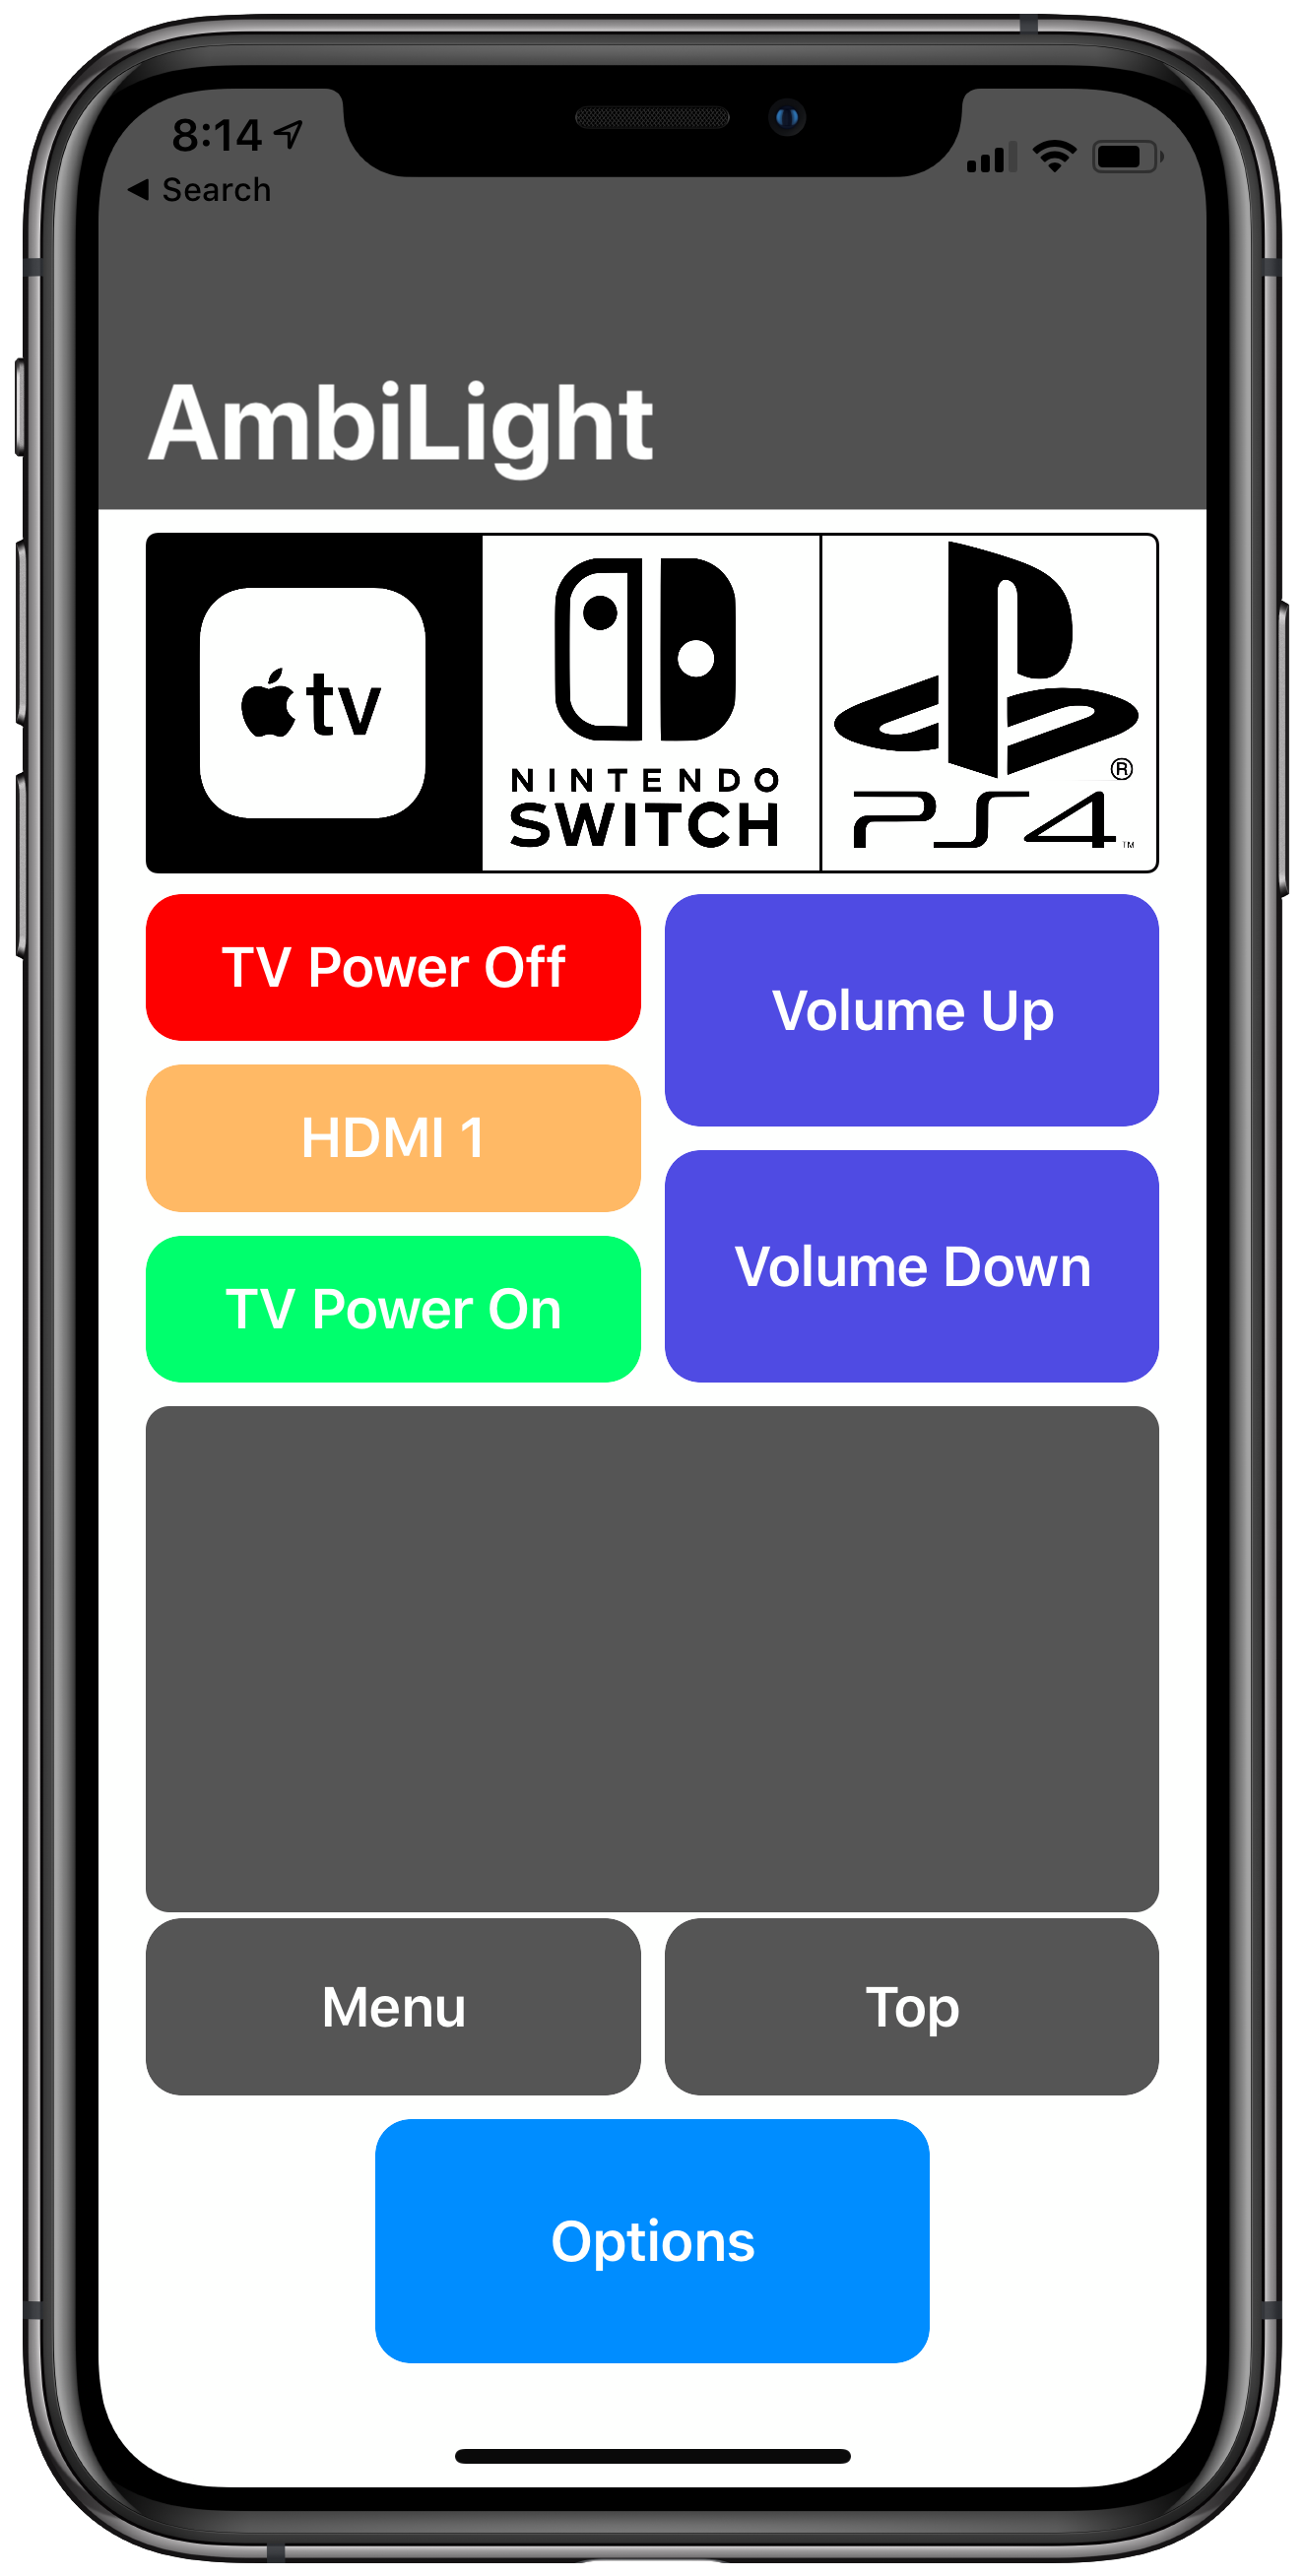 8:14
Search
AmbiLight
tv
NINTENDO
SWITCH
®
PS4™
TV Power Off
Volume Up
HDMI 1
Volume Down
TV Power On
Menu
Top
Options